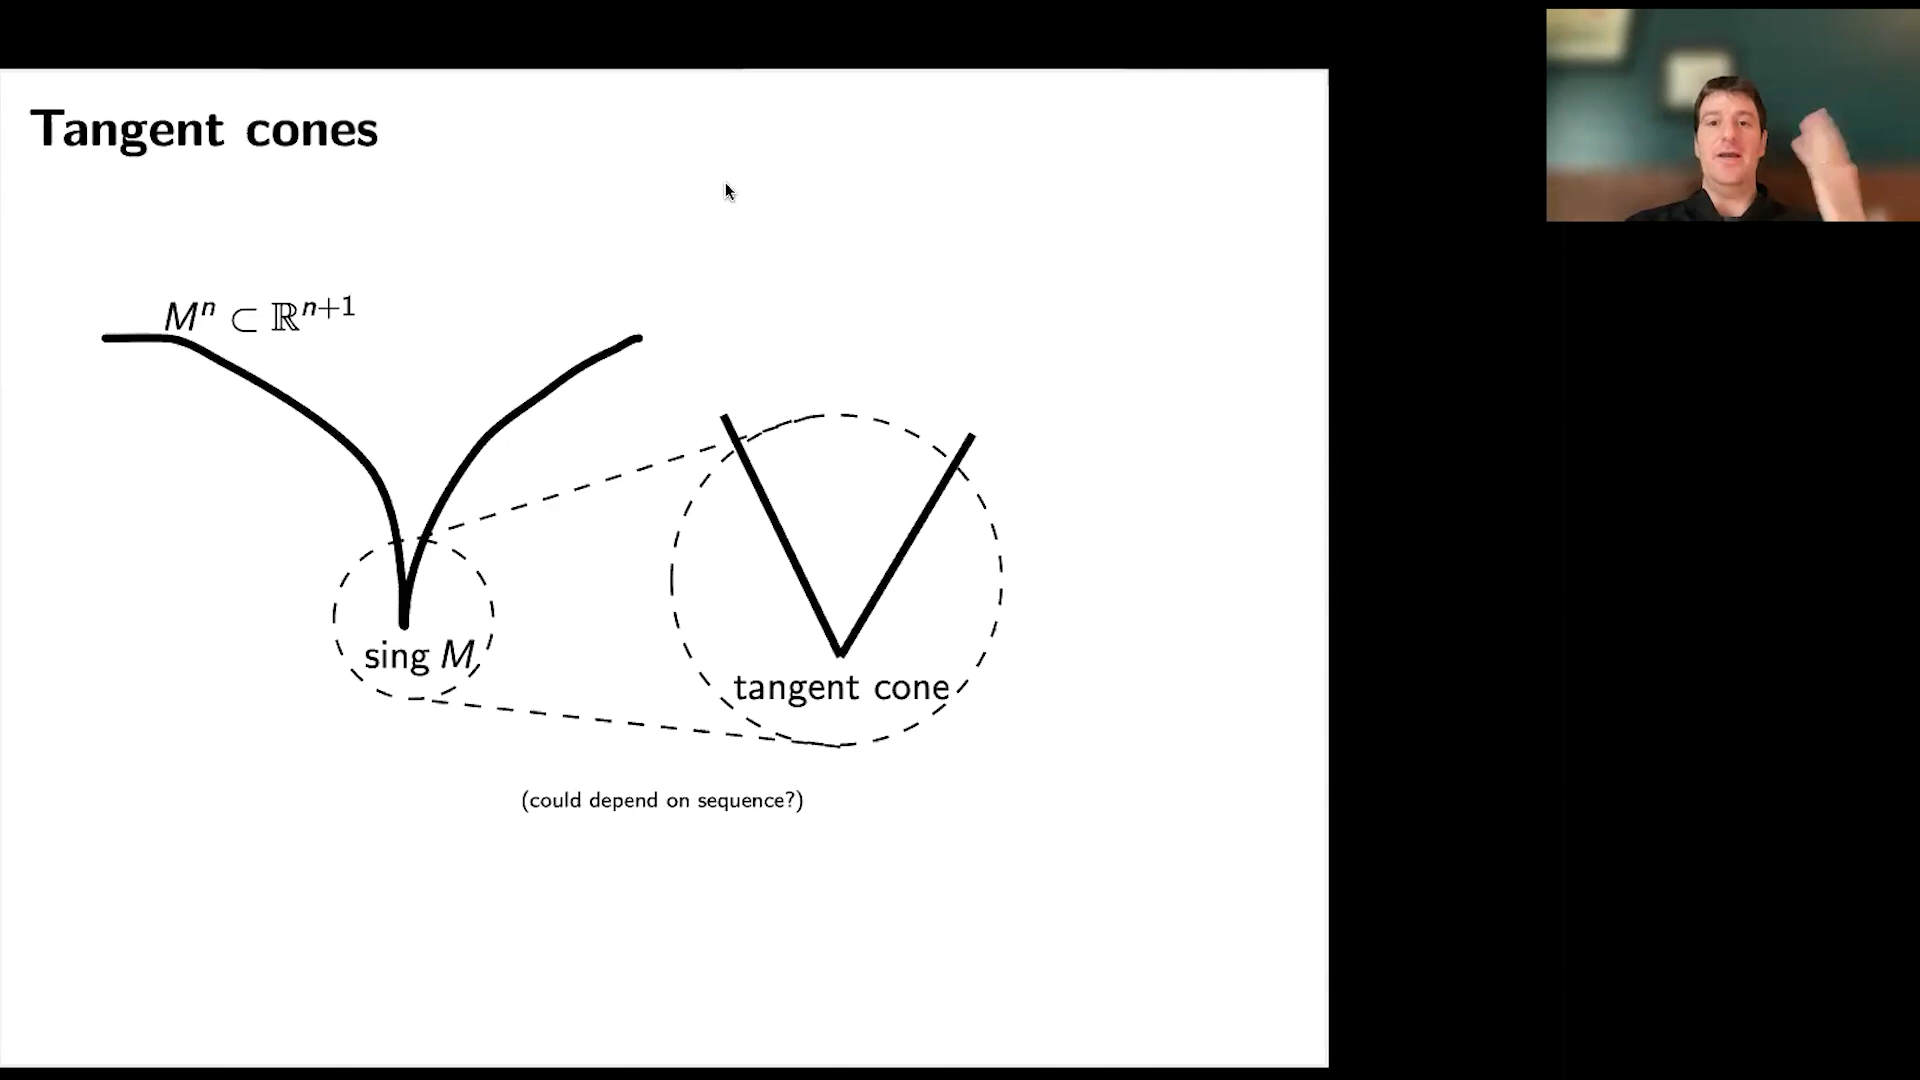 Tangent cones
Mⁿ ⊂ ℝⁿ⁺¹
sing M
tangent cone
(could depend on sequence?)